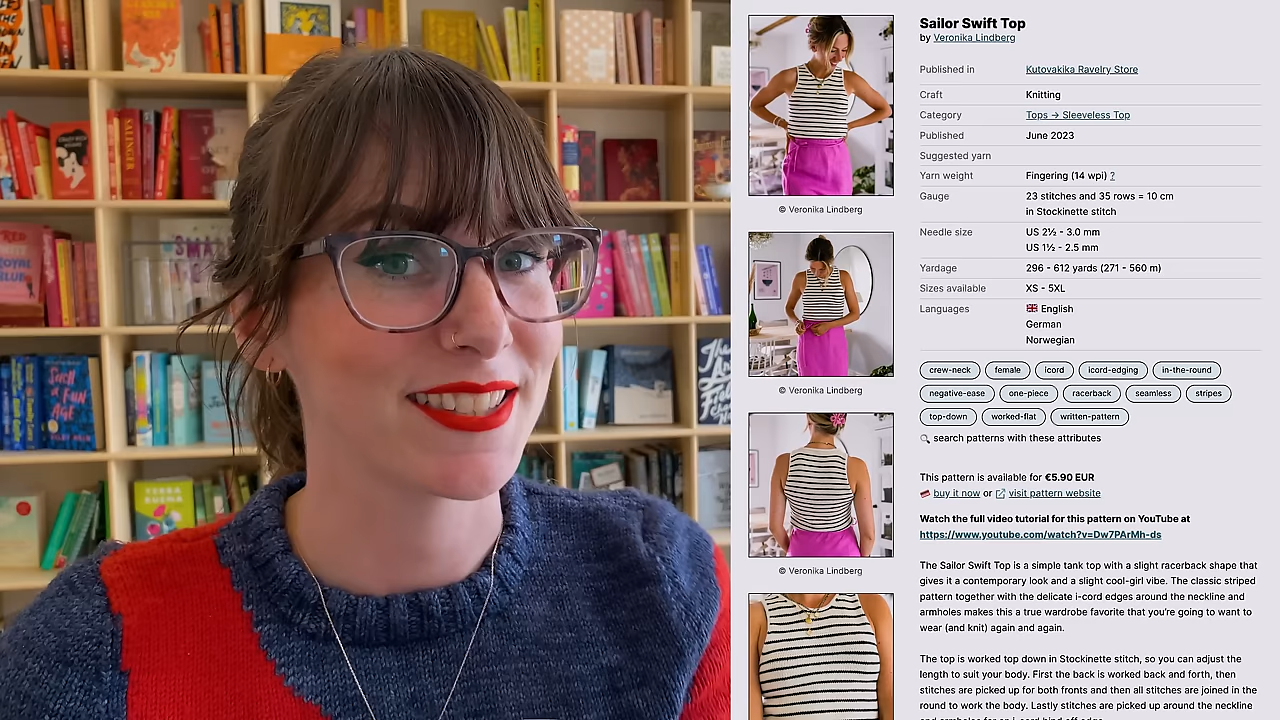 Sailor Swift Top
by Veronika Lindberg
Published in Kutovakika Ravelry Store
Craft Knitting
Category Tops → Sleeveless Top
Published June 2023
Suggested yarn
Yarn weight Fingering (14 wpi) ?
Gauge 23 stitches and 35 rows = 10 cm
in Stockinette stitch
Needle size US 2½ - 3.0 mm
US 1½ - 2.5 mm
Yardage 296 - 612 yards (271 - 560 m)
Sizes available XS - 5XL
Languages English
German
Norwegian
crew-neck female icord icord-edging in-the-round
negative-ease one-piece racerback seamless stripes
top-down worked-flat written-pattern
search patterns with these attributes
This pattern is available for €5.90 EUR
buy it now or visit pattern website
Watch the full video tutorial for this pattern on YouTube at
https://www.youtube.com/watch?v=Dw7PArMh-ds
The Sailor Swift Top is a simple tank top with a slight racerback shape that
gives it a contemporary look and a slight cool-girl vibe. The classic striped
pattern together with the delicate i-cord edges around the neckline and
armholes makes this a true wardrobe favorite that you're going to want to
wear (and knit) again and again.
The top is worked top down in Stockinette stitch, so you can adjust the
length to suit your body. First the back is worked back and forth, then
stitches are picked up for both fronts and then all stitches are joined in the
round to work the body. Lastly stitches are picked up around the neckline
© Veronika Lindberg
© Veronika Lindberg
© Veronika Lindberg
YERBA
BUENA